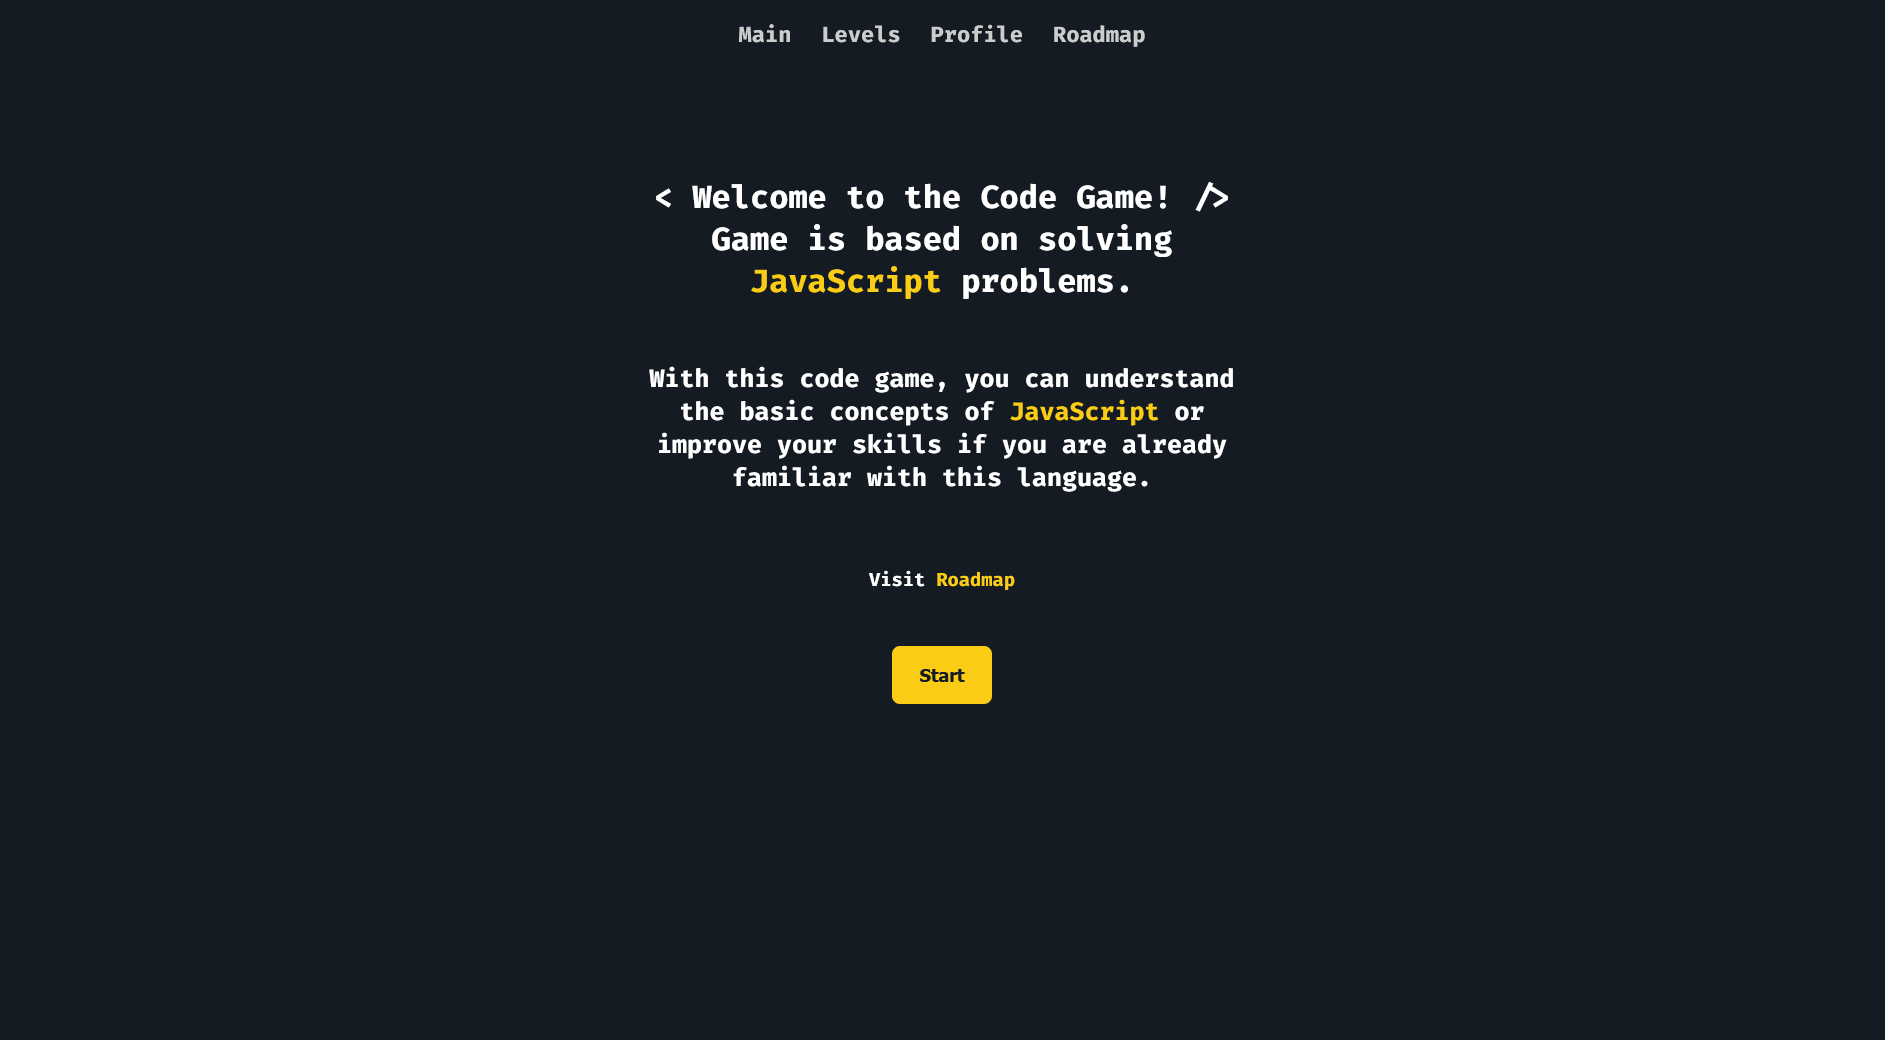 Main Levels Profile Roadmap
< Welcome to the Code Game! />
Game is based on solving
JavaScript problems.
With this code game, you can understand
the basic concepts of JavaScript or
improve your skills if you are already
familiar with this language.
Visit Roadmap
Start